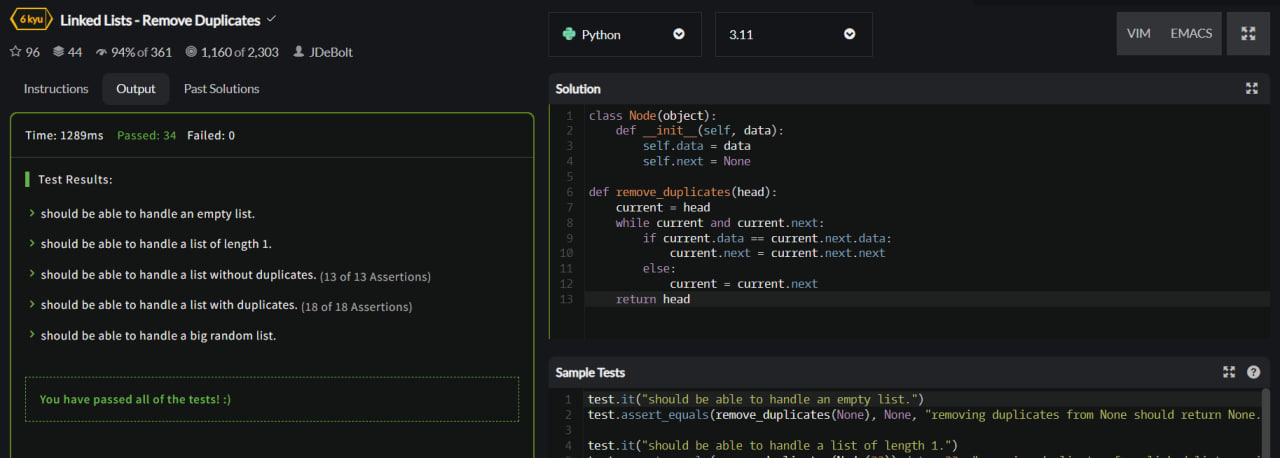 6 kyu Linked Lists - Remove Duplicates
96 44 94% of 361 1,160 of 2,303 JDeBolt
Instructions Output Past Solutions
Time: 1289ms Passed: 34 Failed: 0
Test Results:
should be able to handle an empty list.
should be able to handle a list of length 1.
should be able to handle a list without duplicates. (13 of 13 Assertions)
should be able to handle a list with duplicates. (18 of 18 Assertions)
should be able to handle a big random list.
You have passed all of the tests! :)
Python 3.11 VIM EMACS
Solution
1 class Node(object):
2     def __init__(self, data):
3         self.data = data
4         self.next = None
5
6 def remove_duplicates(head):
7     current = head
8     while current and current.next:
9         if current.data == current.next.data:
10             current.next = current.next.next
11         else:
12             current = current.next
13     return head
Sample Tests
1 test.it("should be able to handle an empty list.")
2 test.assert_equals(remove_duplicates(None), None, "removing duplicates from None should return None.
3
4 test.it("should be able to handle a list of length 1.")